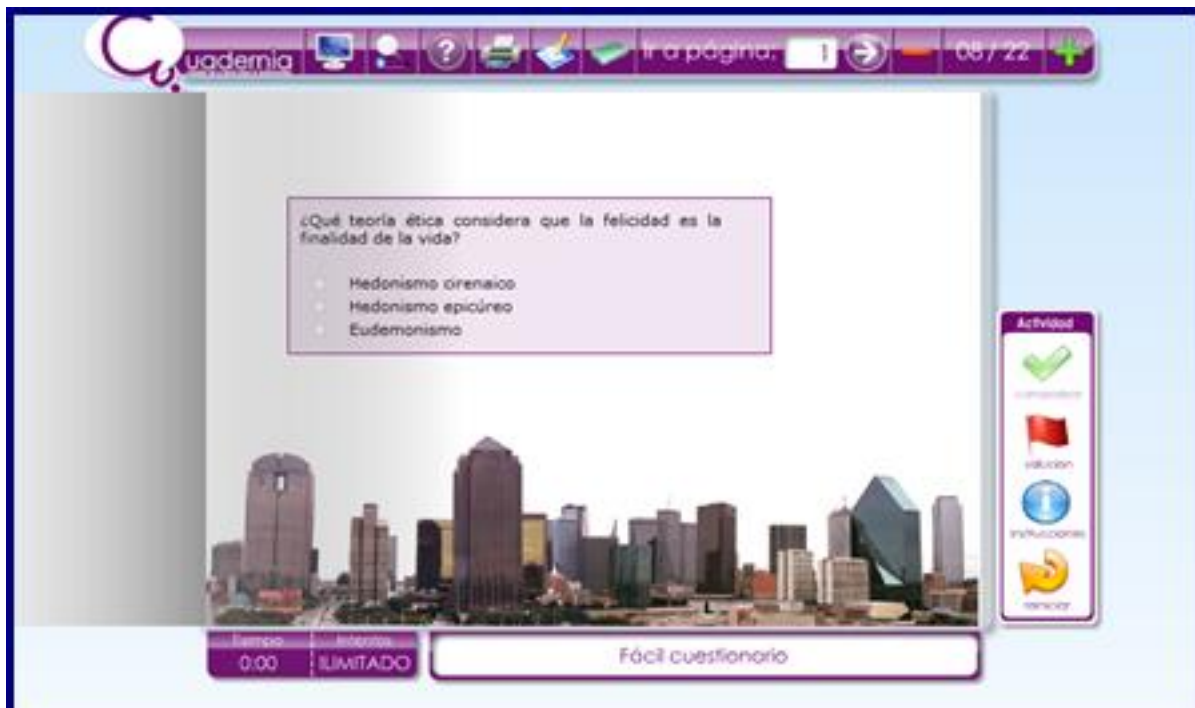 Cuadernia
Ir a página: 1 08 / 22
¿Qué teoría ética considera que la felicidad es la
finalidad de la vida?
Hedonismo cirenaico
Hedonismo epicúreo
Eudemonismo
Actividad
solución
instrucciones
reiniciar
Tiempo Intentos
0:00 ILIMITADO
Fácil cuestionario